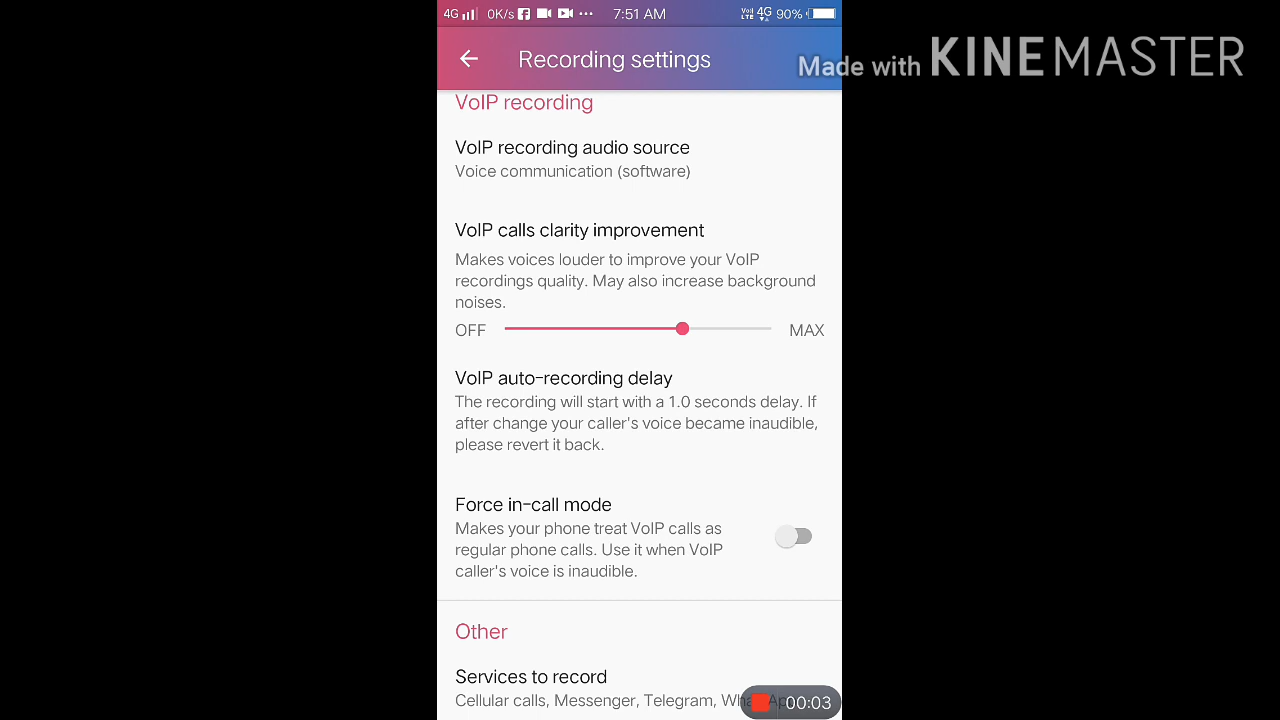 4G 0K/s ... 7:51 AM VoLTE 4G 90%
Recording settings
Made with KINEMASTER
VoIP recording
VoIP recording audio source
Voice communication (software)
VoIP calls clarity improvement
Makes voices louder to improve your VoIP
recordings quality. May also increase background
noises.
OFF MAX
VoIP auto-recording delay
The recording will start with a 1.0 seconds delay. If
after change your caller's voice became inaudible,
please revert it back.
Force in-call mode
Makes your phone treat VoIP calls as
regular phone calls. Use it when VoIP
caller's voice is inaudible.
Other
Services to record
Cellular calls, Messenger, Telegram, WhatsApp
00:03